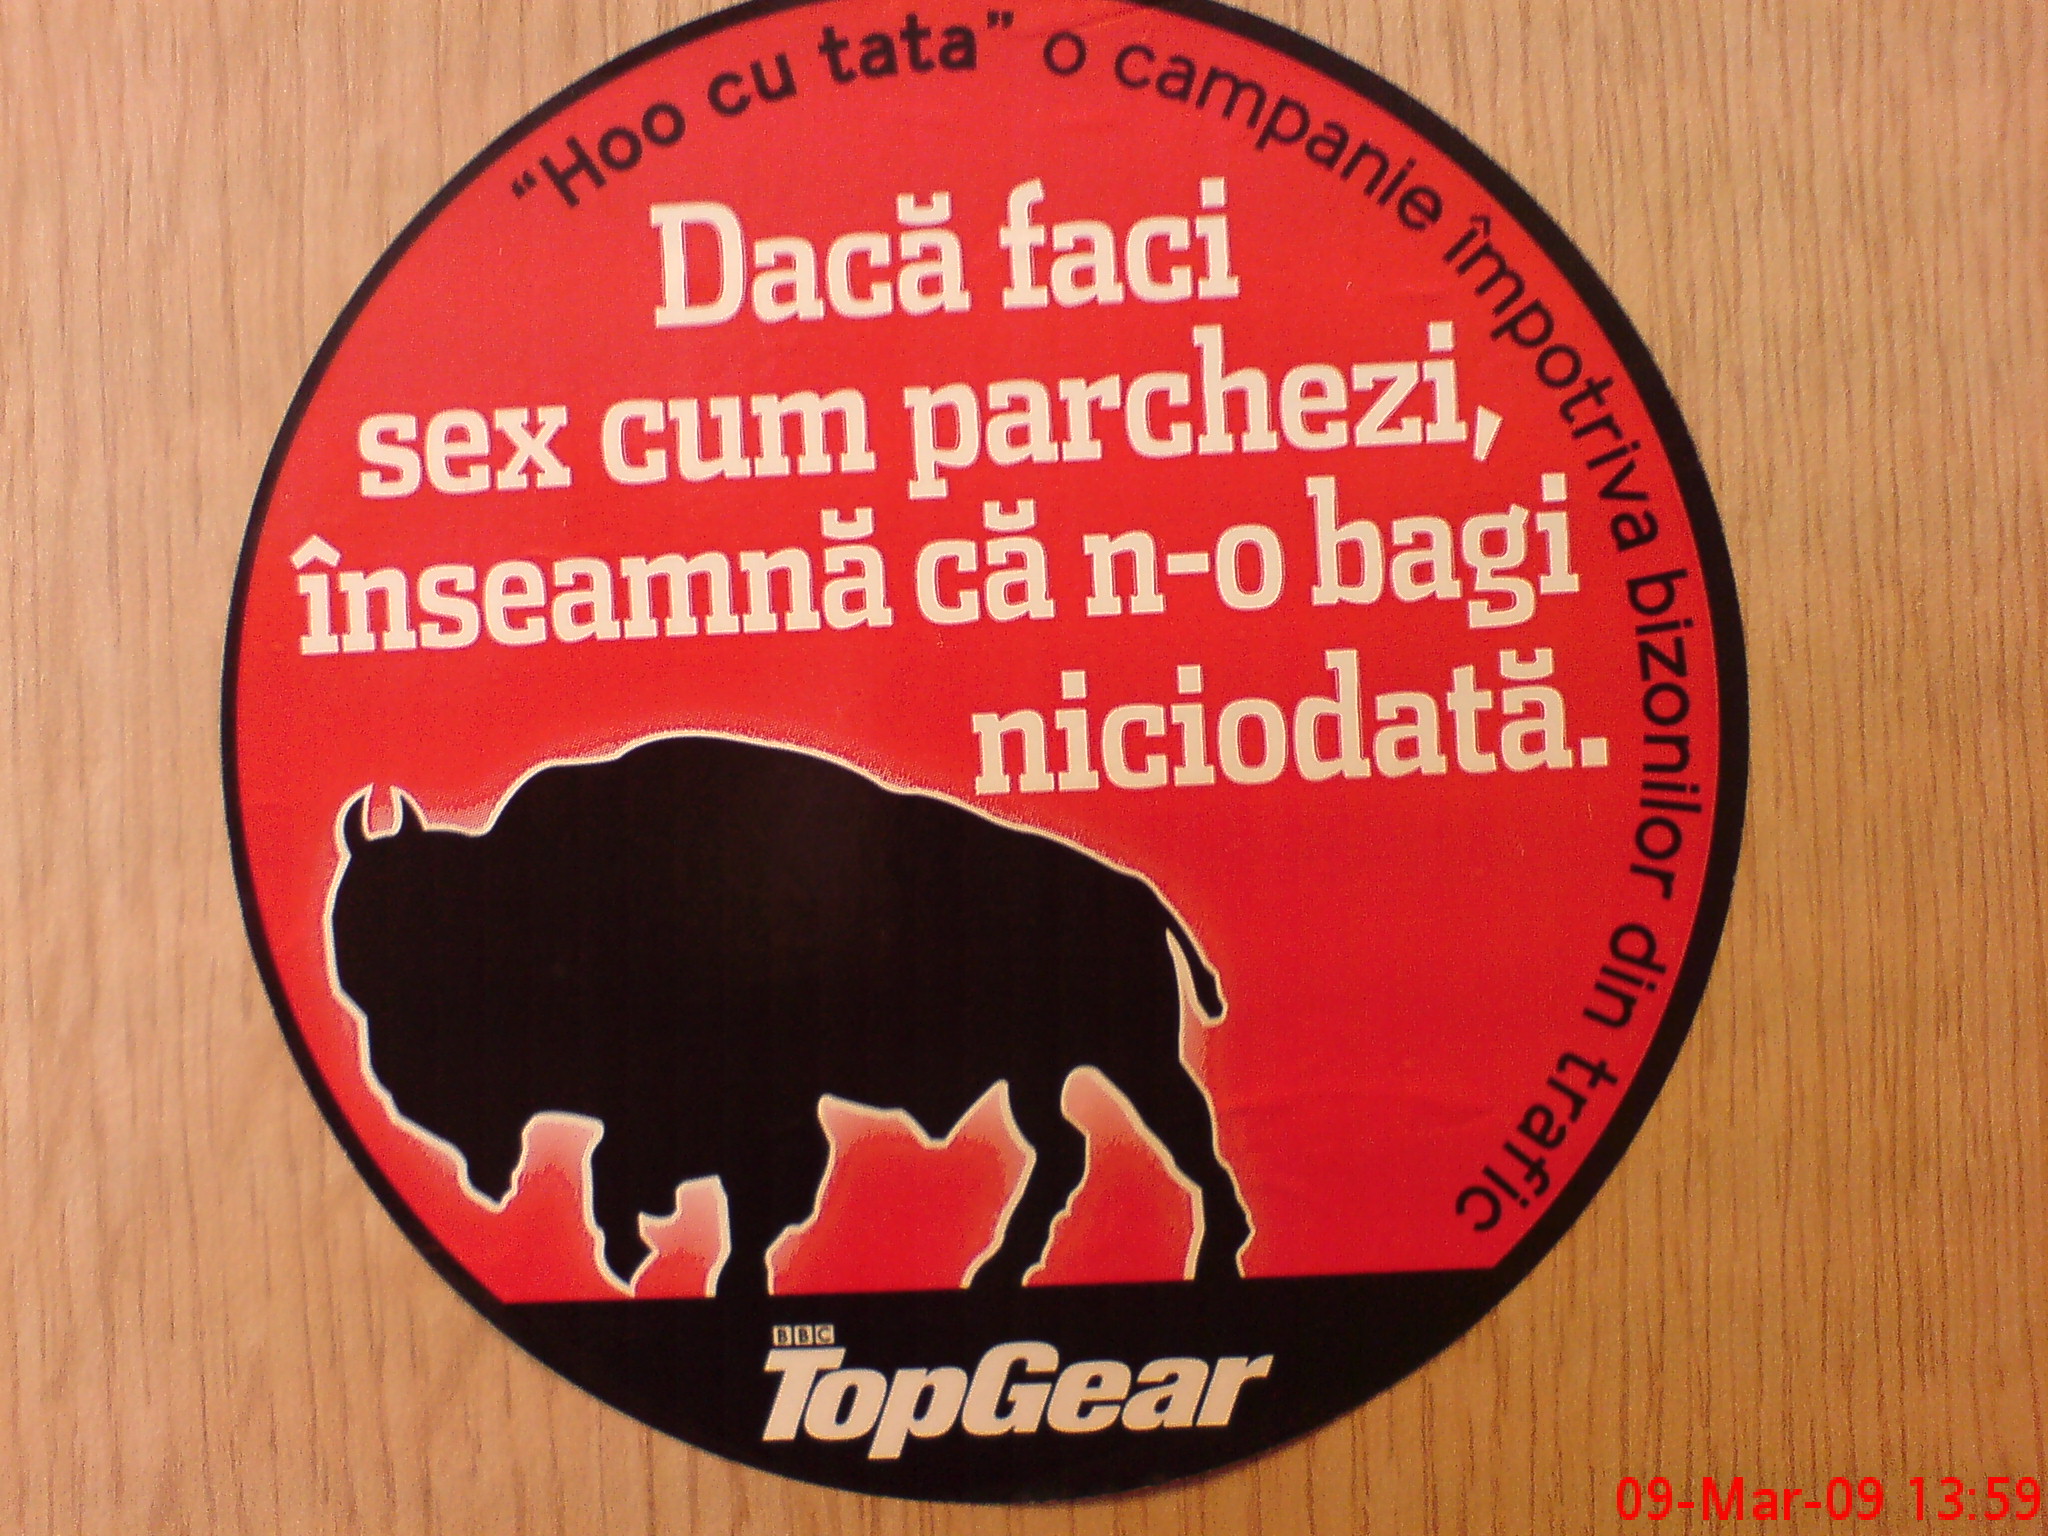 "Hoo cu tata" o campanie împotriva bizonilor din trafic
Dacă faci
sex cum parchezi,
înseamnă că n-o bagi
niciodată.
BBC
TopGear
09-Mar-09 13:59